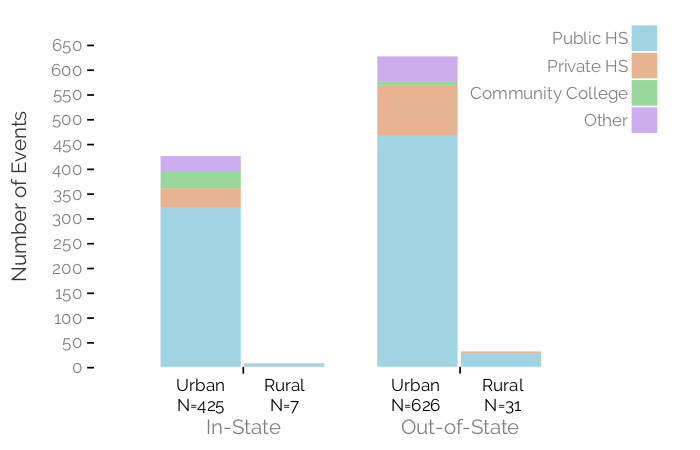 Public HS
Private HS
Community College
Other
Number of Events
650
600
550
500
450
400
350
300
250
200
150
100
50
0
Urban Rural Urban Rural
N=425 N=7 N=626 N=31
In-State Out-of-State